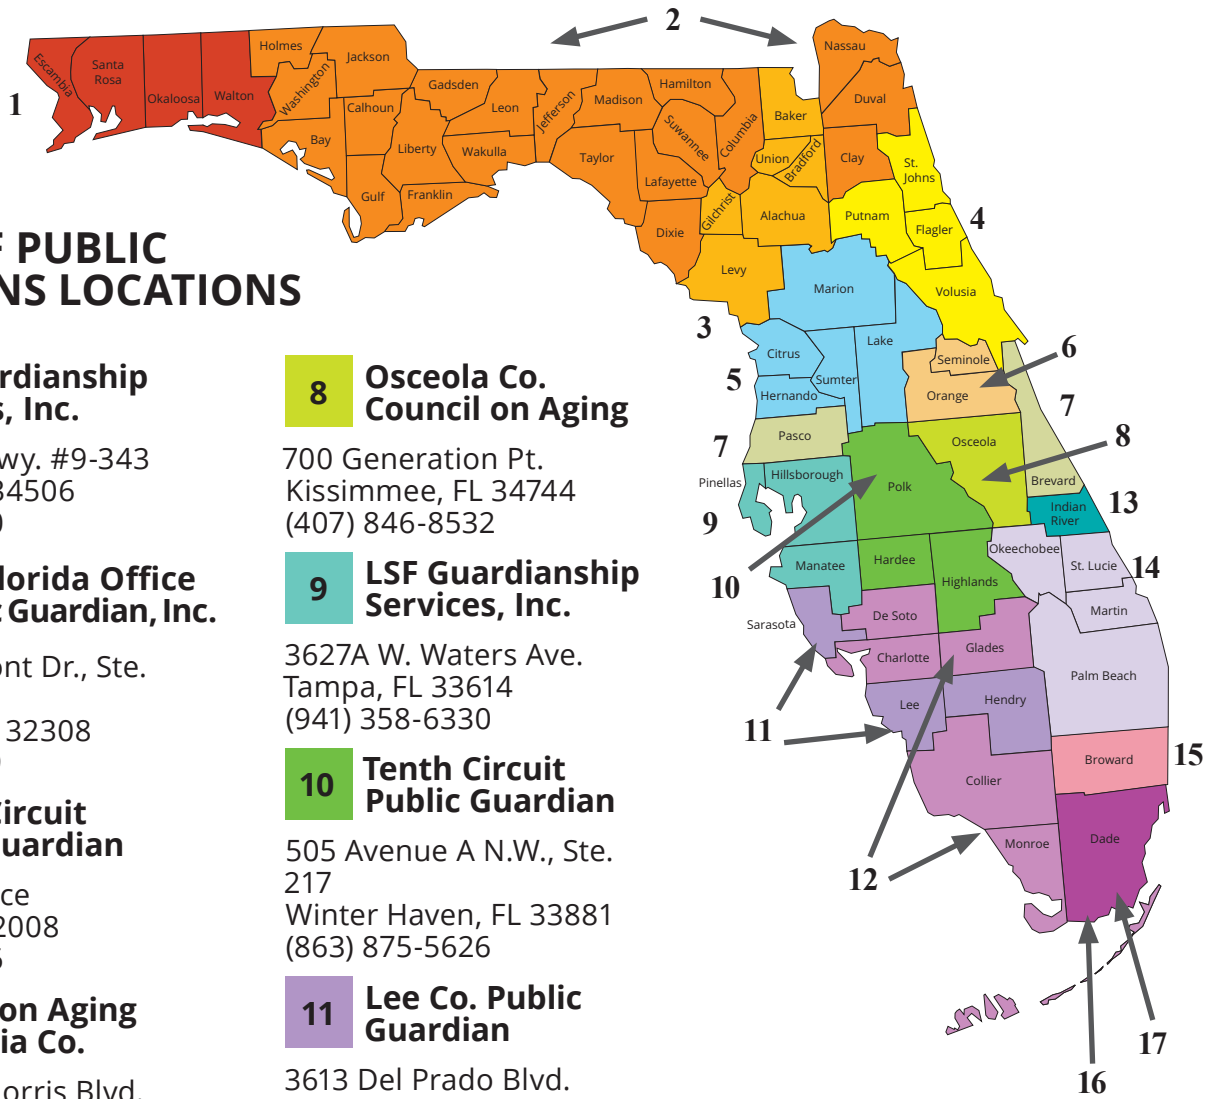 2
1
Escambia
Santa
Rosa
Okaloosa
Walton
Holmes
Washington
Jackson
Calhoun
Bay
Gulf
Liberty
Franklin
Gadsden
Leon
Wakulla
Jefferson
Madison
Taylor
Hamilton
Suwannee
Lafayette
Dixie
Columbia
Baker
Union
Bradford
Gilchrist
Alachua
Levy
Nassau
Duval
Clay
St.
Johns
Putnam
Flagler
Volusia
4
Marion
3
Citrus
5
Hernando
Sumter
Lake
Seminole
Orange
6
7
Pasco
7
Osceola
8
Brevard
Pinellas
Hillsborough
9
Polk
10
Indian
River
13
Manatee
Hardee
Highlands
Okeechobee
St. Lucie
14
Martin
Sarasota
De Soto
Charlotte
Glades
11
Lee
Hendry
Palm Beach
Broward
15
Collier
12
Monroe
Dade
16
17
F PUBLIC
NS LOCATIONS
rdianship
s, Inc.
wy. #9-343
34506
lorida Office
Guardian, Inc.
nt Dr., Ste.
32308
Circuit
uardian
ce
2008
on Aging
ia Co.
orris Blvd.
8
Osceola Co.
Council on Aging
700 Generation Pt.
Kissimmee, FL 34744
(407) 846-8532
9
LSF Guardianship
Services, Inc.
3627A W. Waters Ave.
Tampa, FL 33614
(941) 358-6330
10
Tenth Circuit
Public Guardian
505 Avenue A N.W., Ste.
217
Winter Haven, FL 33881
(863) 875-5626
11
Lee Co. Public
Guardian
3613 Del Prado Blvd.